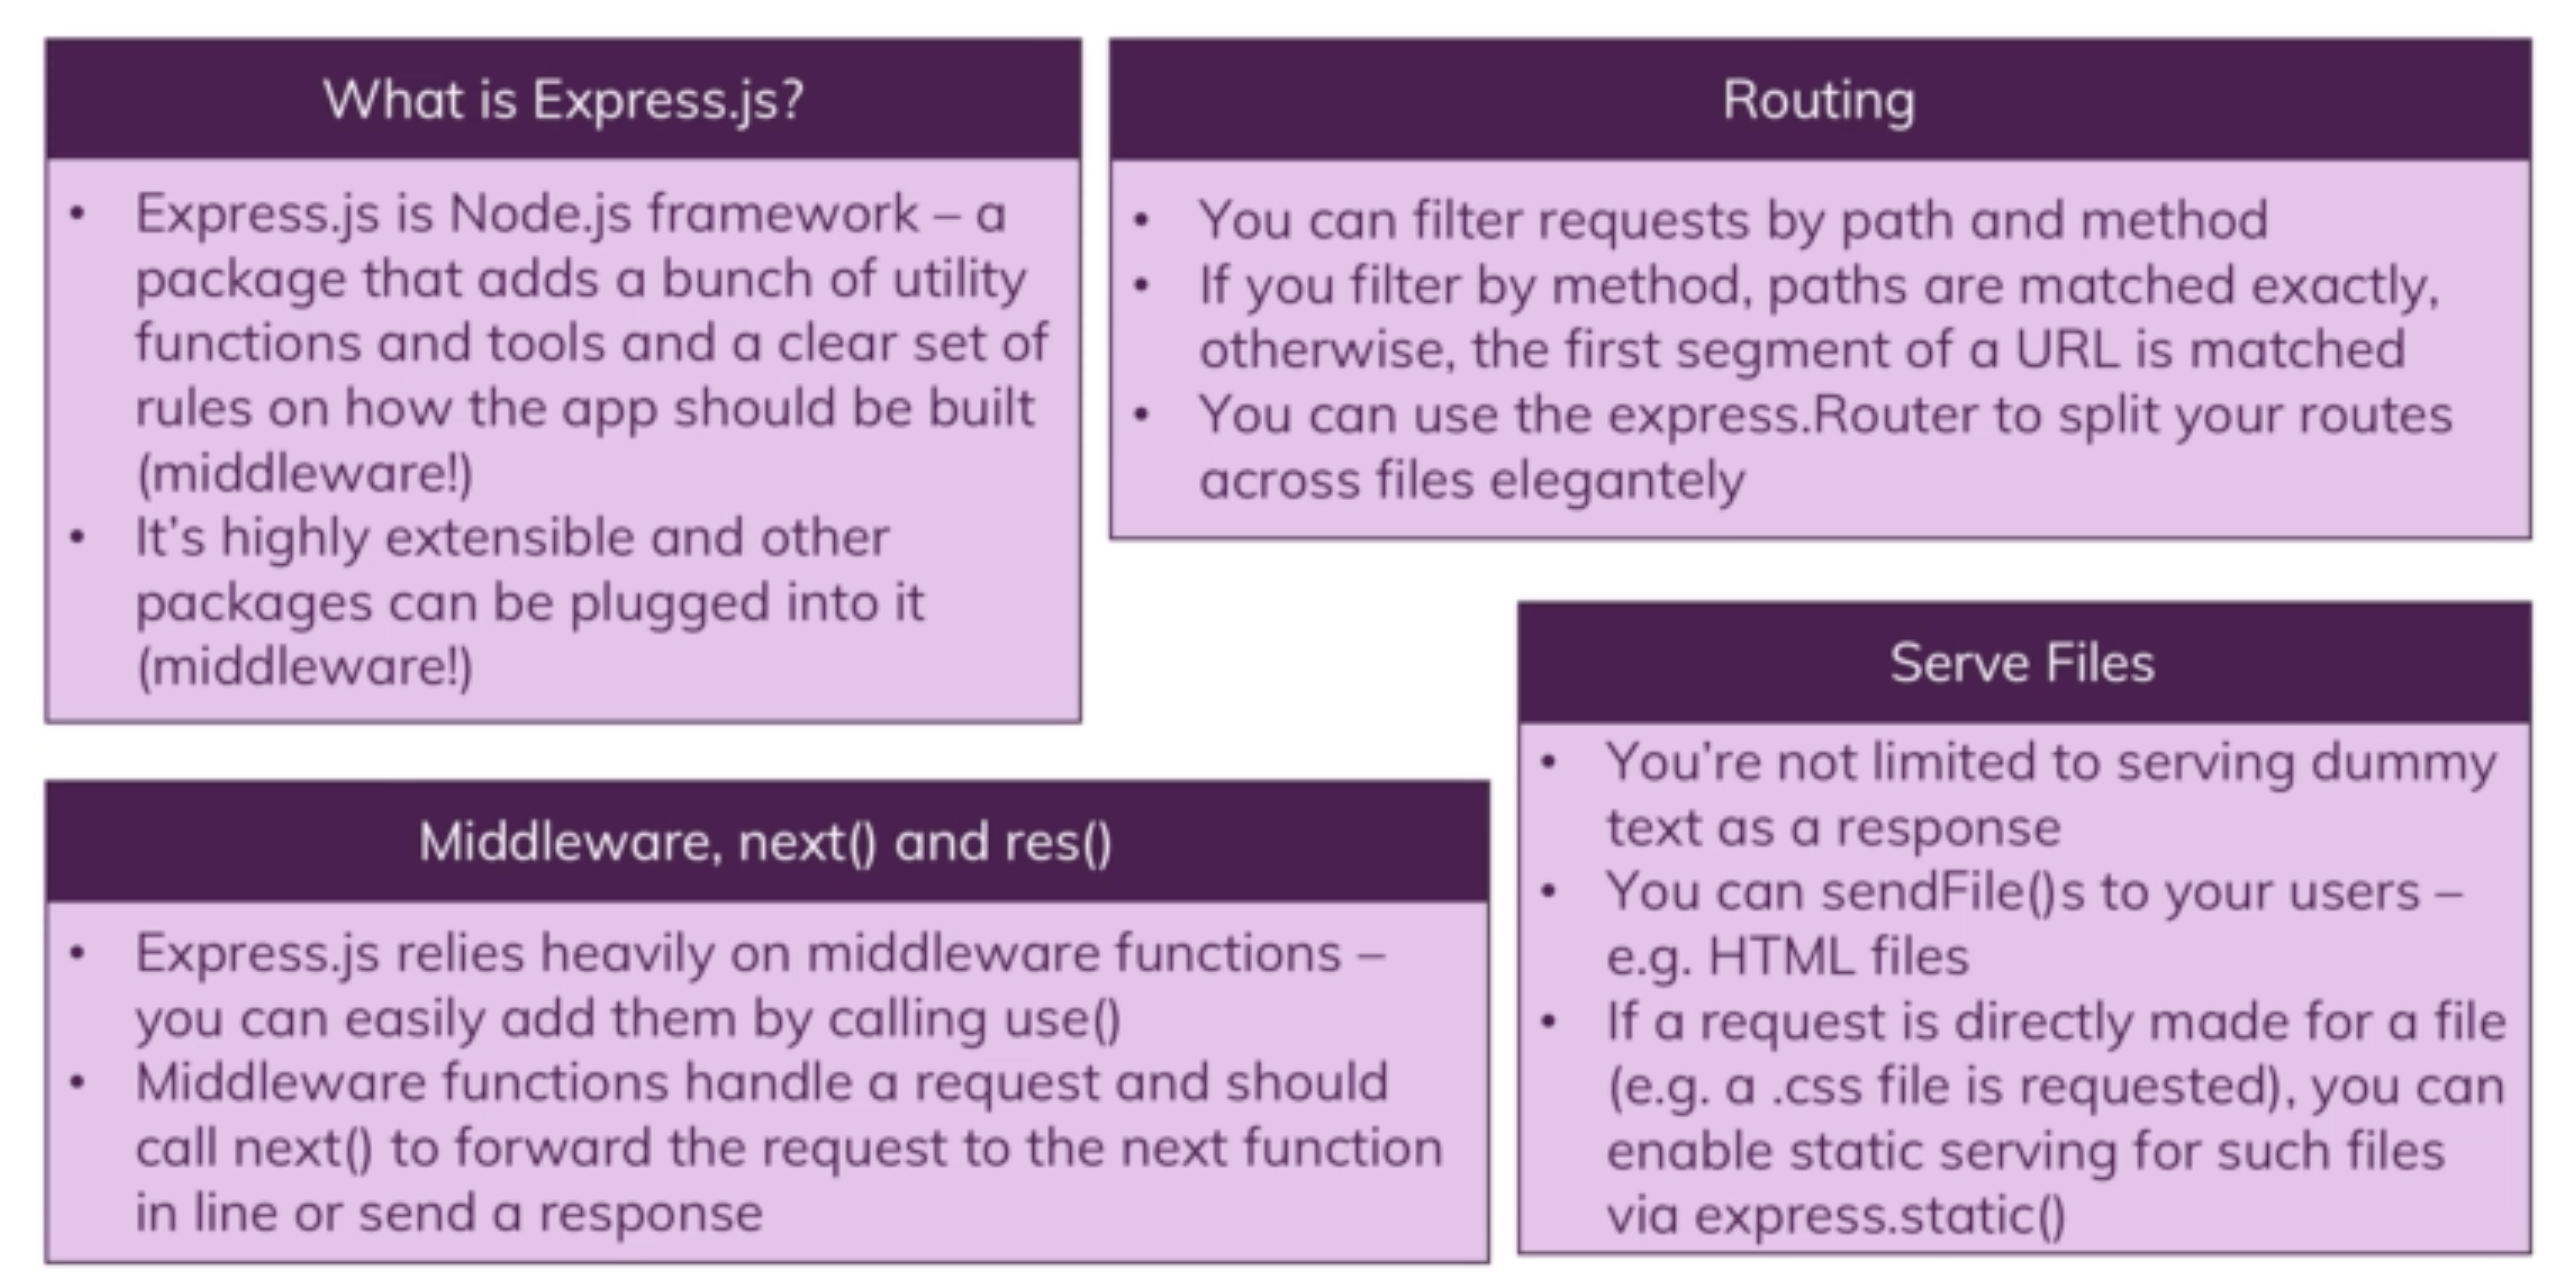 What is Express.js?
• Express.js is Node.js framework – a
package that adds a bunch of utility
functions and tools and a clear set of
rules on how the app should be built
(middleware!)
• It's highly extensible and other
packages can be plugged into it
(middleware!)
Routing
• You can filter requests by path and method
• If you filter by method, paths are matched exactly,
otherwise, the first segment of a URL is matched
• You can use the express.Router to split your routes
across files elegantely
Middleware, next() and res()
• Express.js relies heavily on middleware functions –
you can easily add them by calling use()
• Middleware functions handle a request and should
call next() to forward the request to the next function
in line or send a response
Serve Files
• You're not limited to serving dummy
text as a response
• You can sendFile()s to your users –
e.g. HTML files
• If a request is directly made for a file
(e.g. a .css file is requested), you can
enable static serving for such files
via express.static()